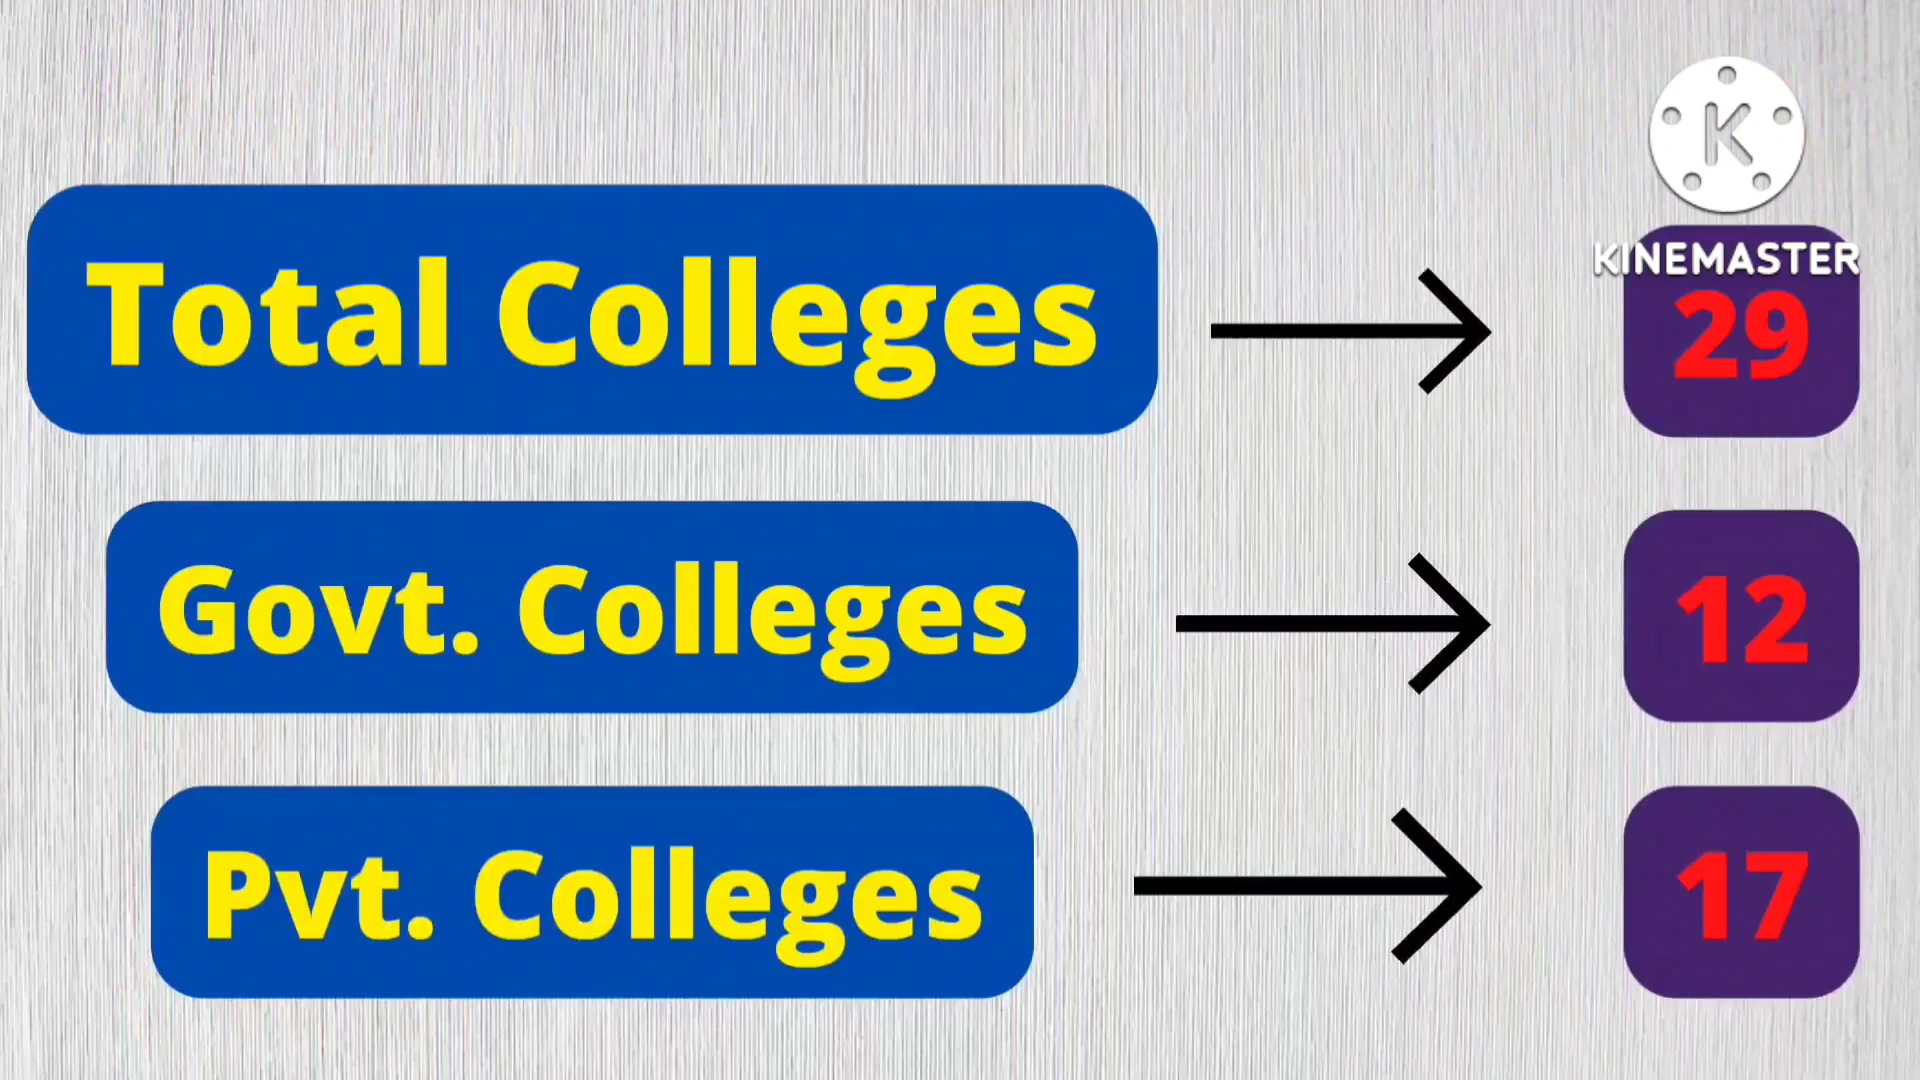 K
KINEMASTER
Total Colleges → 29
Govt. Colleges → 12
Pvt. Colleges → 17